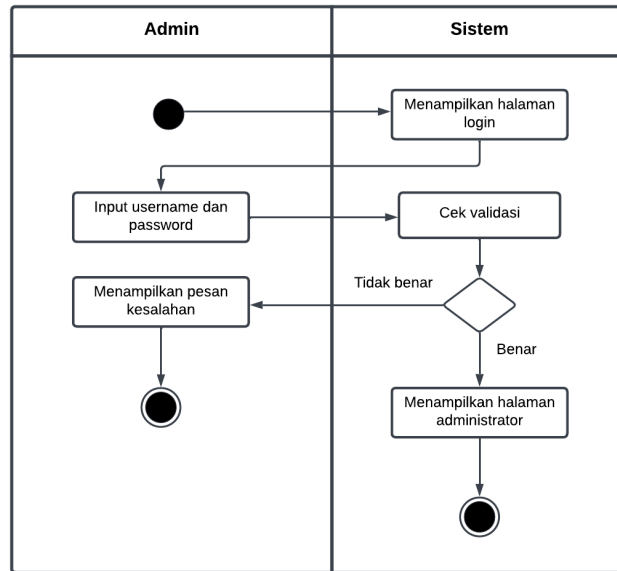 Admin
Sistem
Menampilkan halaman
login
Input username dan
password
Cek validasi
Menampilkan pesan
kesalahan
Tidak benar
Benar
Menampilkan halaman
administrator